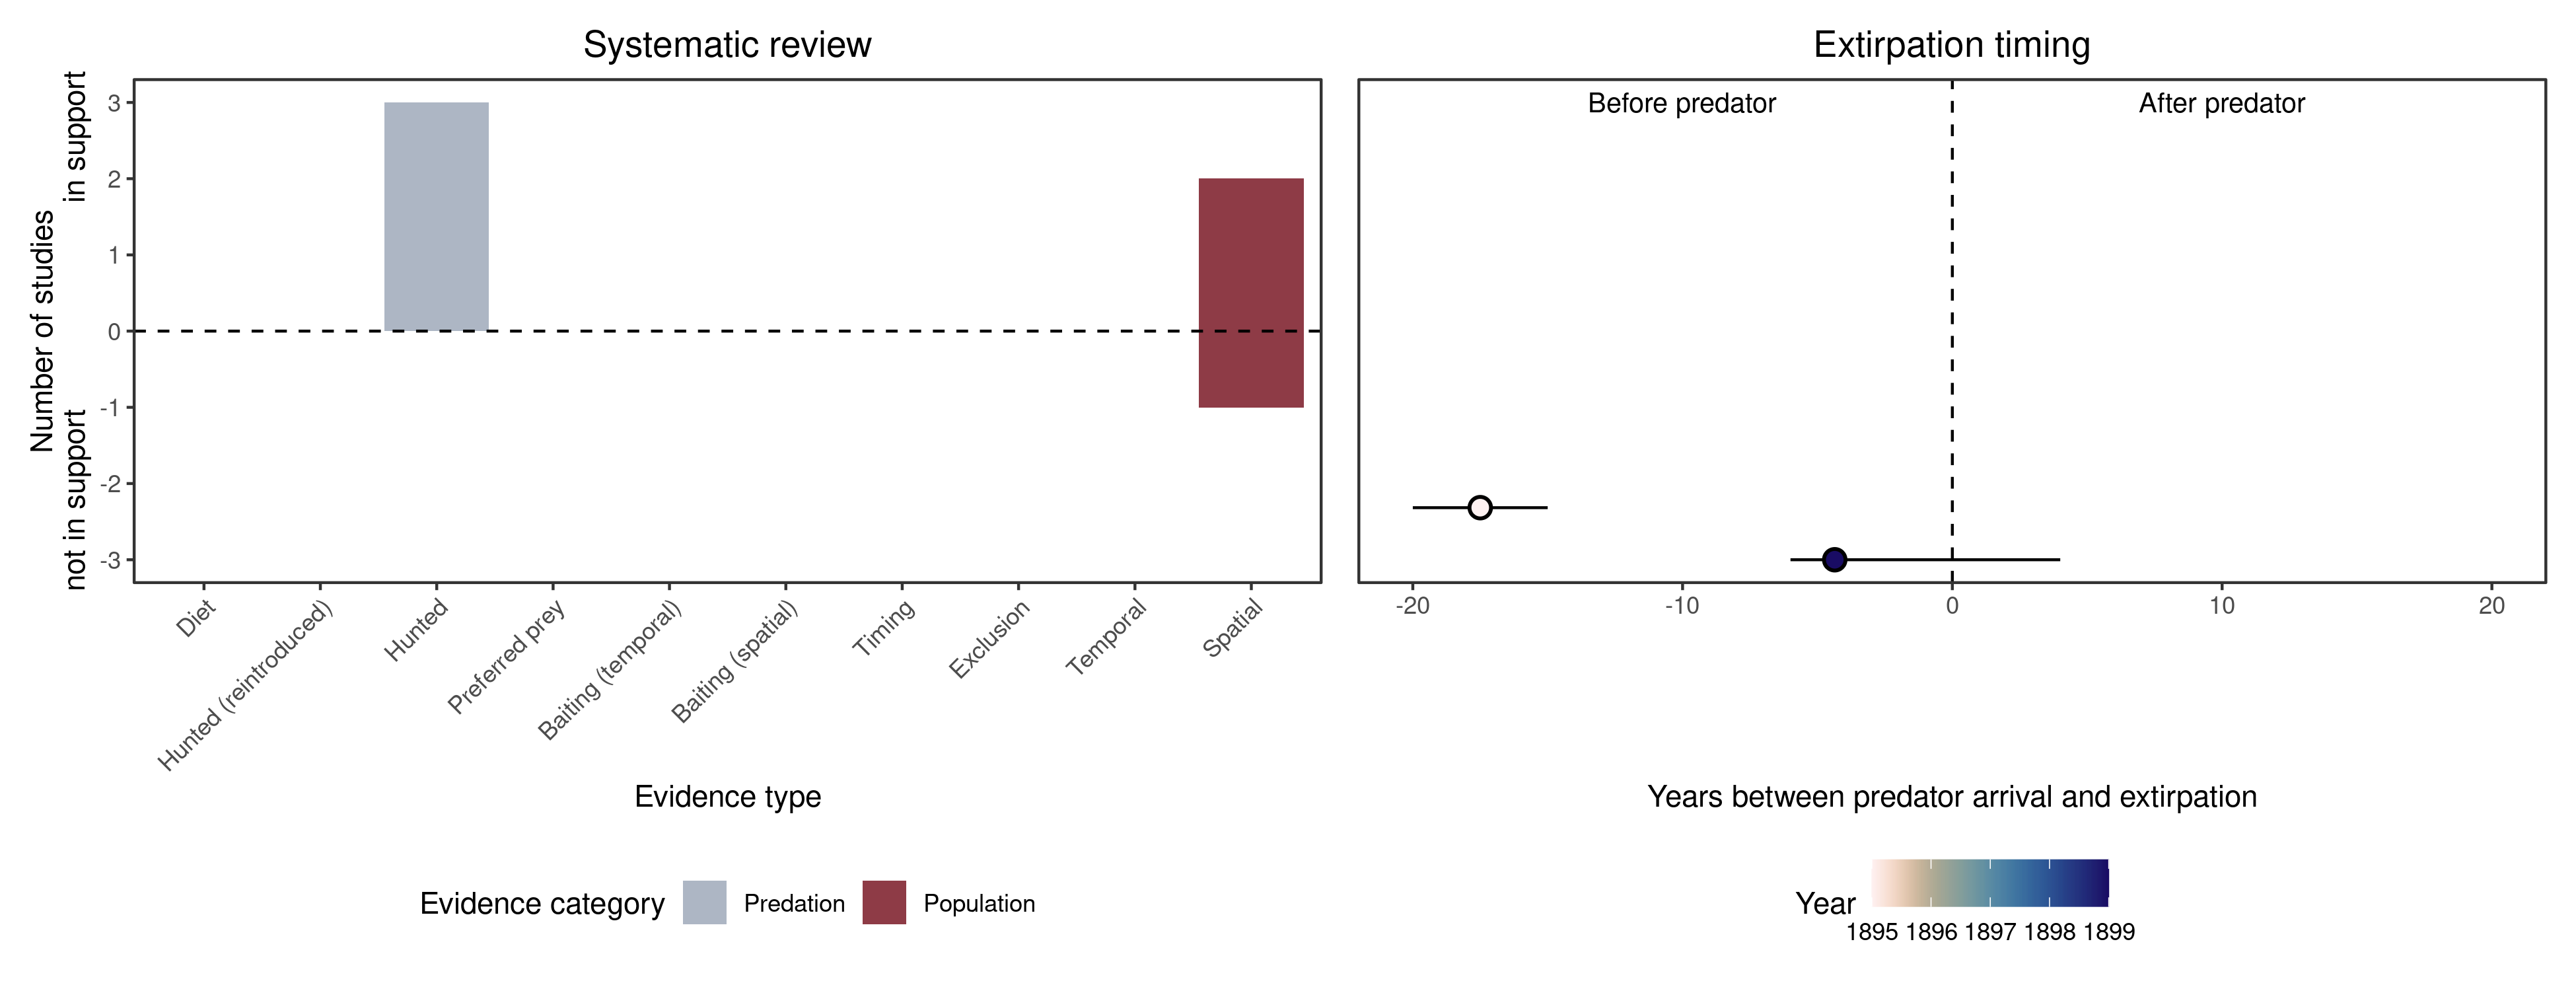 Systematic review
Number of studies
not in support in support
3
2
1
0
-1
-2
-3
Diet
Hunted (reintroduced)
Hunted
Preferred prey
Baiting (temporal)
Baiting (spatial)
Timing
Exclusion
Temporal
Spatial
Evidence type
Evidence category Predation Population
Extirpation timing
Before predator After predator
-20 -10 0 10 20
Years between predator arrival and extirpation
Year
1895 1896 1897 1898 1899